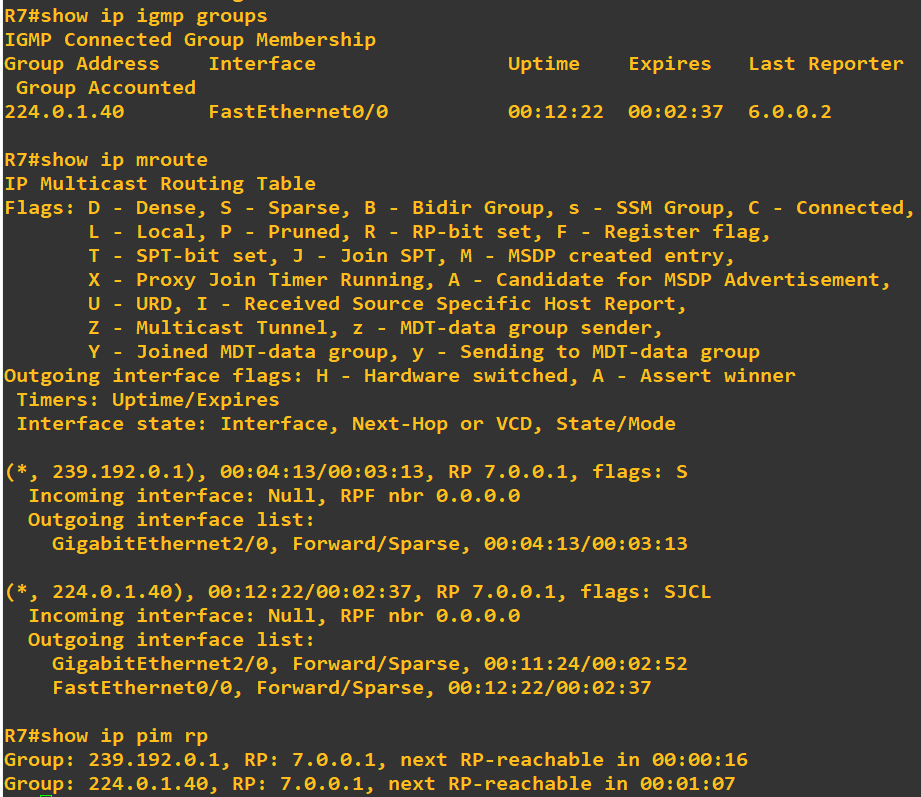 R7#show ip igmp groups
IGMP Connected Group Membership
Group Address    Interface                Uptime    Expires   Last Reporter
 Group Accounted
224.0.1.40       FastEthernet0/0          00:12:22  00:02:37  6.0.0.2
R7#show ip mroute
IP Multicast Routing Table
Flags: D - Dense, S - Sparse, B - Bidir Group, s - SSM Group, C - Connected,
       L - Local, P - Pruned, R - RP-bit set, F - Register flag,
       T - SPT-bit set, J - Join SPT, M - MSDP created entry,
       X - Proxy Join Timer Running, A - Candidate for MSDP Advertisement,
       U - URD, I - Received Source Specific Host Report,
       Z - Multicast Tunnel, z - MDT-data group sender,
       Y - Joined MDT-data group, y - Sending to MDT-data group
Outgoing interface flags: H - Hardware switched, A - Assert winner
 Timers: Uptime/Expires
 Interface state: Interface, Next-Hop or VCD, State/Mode
(*, 239.192.0.1), 00:04:13/00:03:13, RP 7.0.0.1, flags: S
  Incoming interface: Null, RPF nbr 0.0.0.0
  Outgoing interface list:
    GigabitEthernet2/0, Forward/Sparse, 00:04:13/00:03:13
(*, 224.0.1.40), 00:12:22/00:02:37, RP 7.0.0.1, flags: SJCL
  Incoming interface: Null, RPF nbr 0.0.0.0
  Outgoing interface list:
    GigabitEthernet2/0, Forward/Sparse, 00:11:24/00:02:52
    FastEthernet0/0, Forward/Sparse, 00:12:22/00:02:37
R7#show ip pim rp
Group: 239.192.0.1, RP: 7.0.0.1, next RP-reachable in 00:00:16
Group: 224.0.1.40, RP: 7.0.0.1, next RP-reachable in 00:01:07